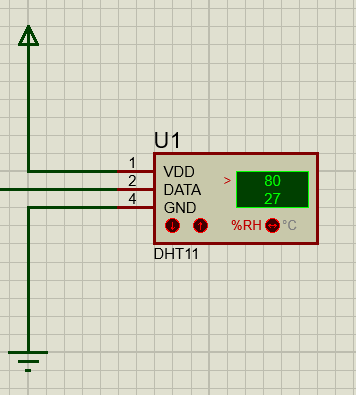 U1
1 VDD
2 DATA
4 GND
> 80
27
%RH °C
DHT11